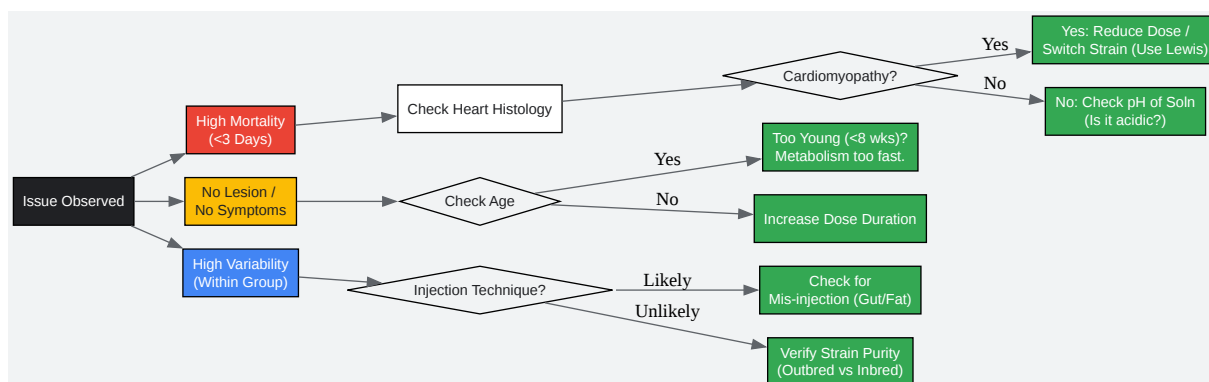 Issue Observed
High Mortality
(<3 Days)
Check Heart Histology
Cardiomyopathy?
Yes
Yes: Reduce Dose /
Switch Strain (Use Lewis)
No
No: Check pH of Soln
(Is it acidic?)
No Lesion /
No Symptoms
Check Age
Yes
Too Young (<8 wks)?
Metabolism too fast.
No
Increase Dose Duration
High Variability
(Within Group)
Injection Technique?
Likely
Check for
Mis-injection (Gut/Fat)
Unlikely
Verify Strain Purity
(Outbred vs Inbred)